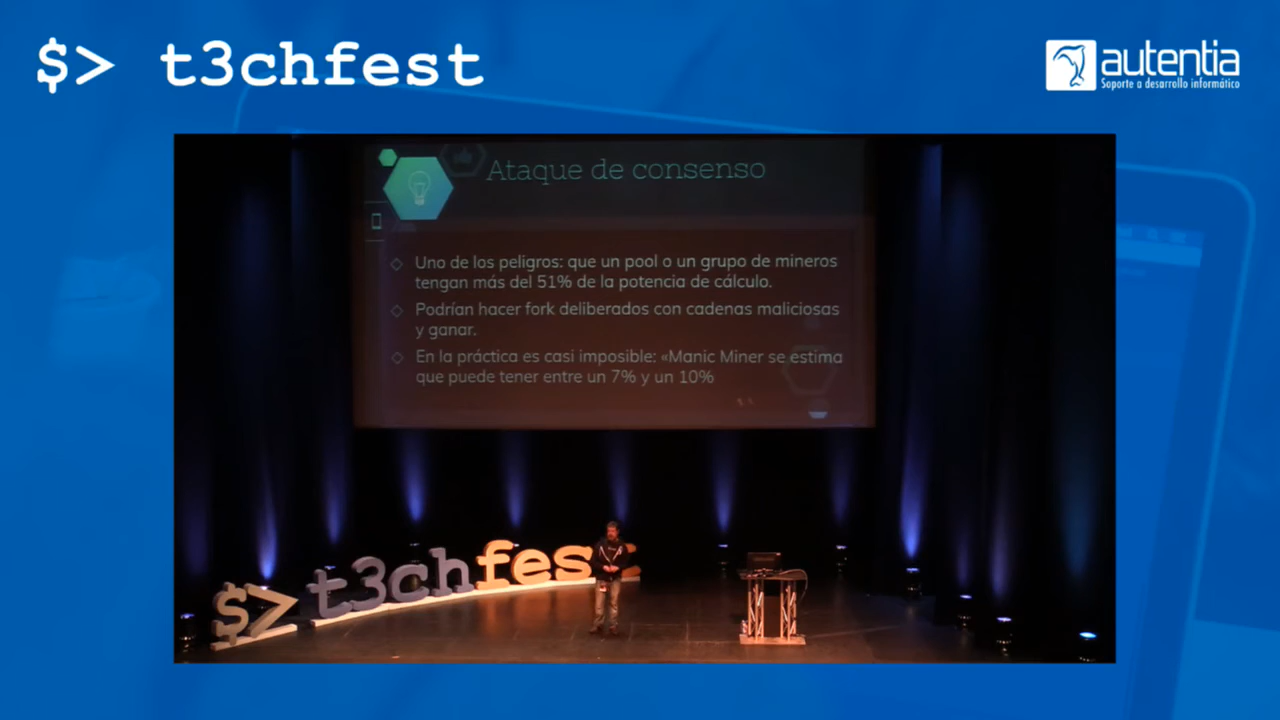 $> t3chfest
autentia
Soporte a desarrollo informático
Ataque de consenso
Uno de los peligros: que un pool o un grupo de mineros
tengan más del 51% de la potencia de cálculo.
Podrían hacer fork deliberados con cadenas maliciosas
y ganar.
En la práctica es casi imposible: «Manic Miner se estima
que puede tener entre un 7% y un 10%
$> t3chfes